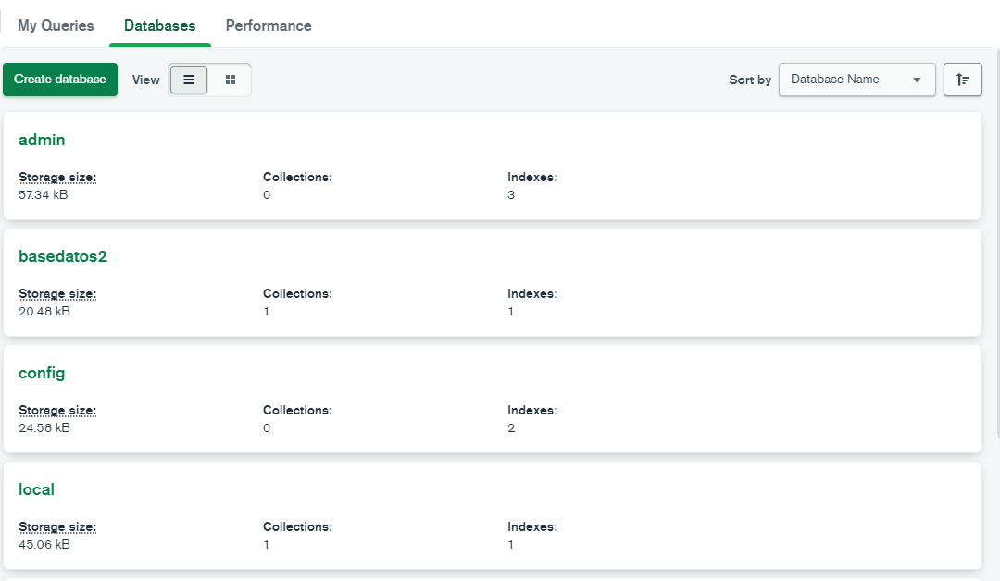 My Queries Databases Performance
Create database View Sort by Database Name
admin
Storage size: Collections: Indexes:
57.34 kB 0 3
basedatos2
Storage size: Collections: Indexes:
20.48 kB 1 1
config
Storage size: Collections: Indexes:
24.58 kB 0 2
local
Storage size: Collections: Indexes:
45.06 kB 1 1